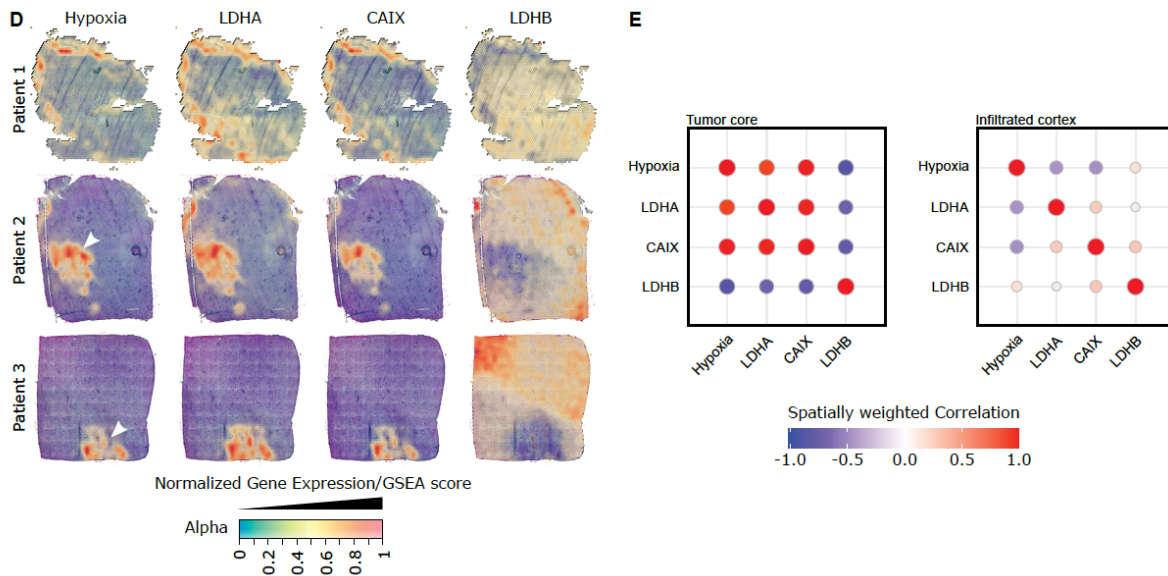 D
Hypoxia
LDHA
CAIX
LDHB
Patient 1
Patient 2
Patient 3
Normalized Gene Expression/GSEA score
Alpha
0
0.2
0.4
0.6
0.8
1
E
Tumor core
Hypoxia
LDHA
CAIX
LDHB
Hypoxia
LDHA
CAIX
LDHB
Infiltrated cortex
Hypoxia
LDHA
CAIX
LDHB
Hypoxia
LDHA
CAIX
LDHB
Spatially weighted Correlation
-1.0 -0.5 0.0 0.5 1.0